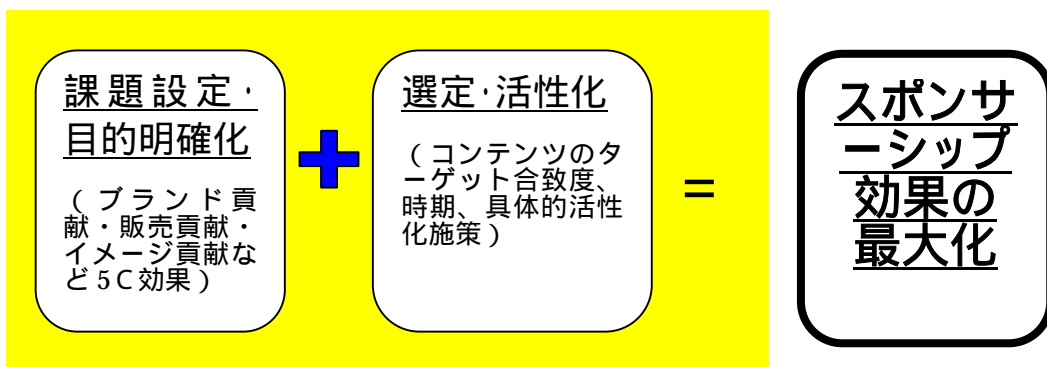 課題設定・
目的明確化
（ブランド貢
献・販売貢献・
イメージ貢献な
ど5C効果）
選定・活性化
（コンテンツのタ
ーゲット合致度、
時期、具体的活性
化施策）
=
スポンサ
ーシップ
効果の
最大化